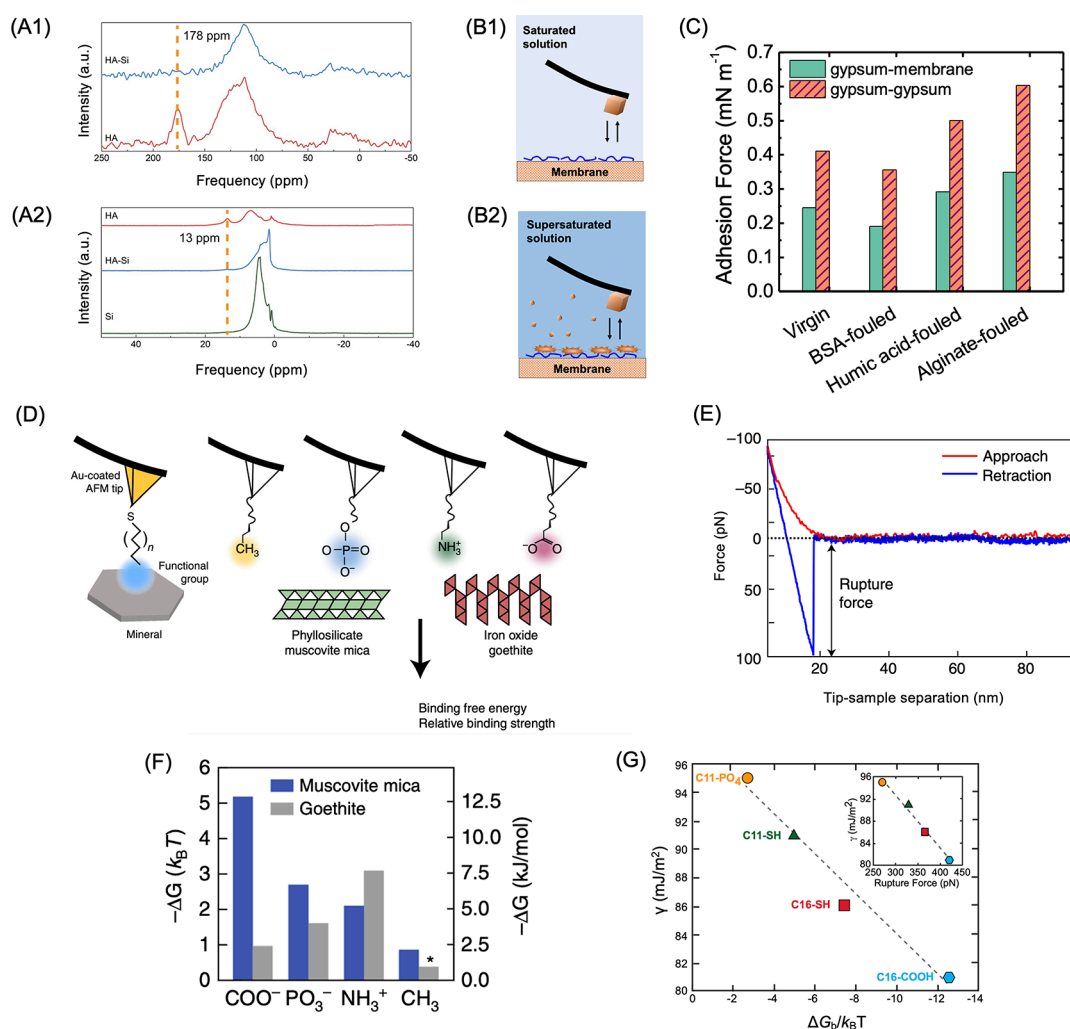 (A1)
178 ppm
HA-Si
HA
Intensity (a.u.)
250 200 150 100 50 0 -50
Frequency (ppm)
(A2)
HA
13 ppm
HA-Si
Si
Intensity (a.u.)
40 20 0 -20 -40
Frequency (ppm)
(B1)
Saturated
solution
Membrane
(B2)
Supersaturated
solution
Membrane
(C)
Adhesion Force (mN m⁻¹)
0.7
0.6
0.5
0.4
0.3
0.2
0.1
0.0
gypsum-membrane
gypsum-gypsum
Virgin
BSA-fouled
Humic acid-fouled
Alginate-fouled
(D)
Au-coated
AFM tip
S
n
Functional
group
Mineral
CH₃
O
O-P=O
O⁻
O⁻
NH₃⁺
⁻O O
Phyllosilicate
muscovite mica
Iron oxide
goethite
Binding free energy
Relative binding strength
(E)
Force (pN)
-100
-50
0
50
100
Approach
Retraction
Rupture
force
20 40 60 80
Tip-sample separation (nm)
(F)
−ΔG (k_B T)
6
5
4
3
2
1
0
Muscovite mica
Goethite
*
COO⁻ PO₃⁻ NH₃⁺ CH₃
12.5
10.0
7.5
5.0
2.5
0.0
−ΔG (kJ/mol)
(G)
γ (mJ/m²)
96
94
92
90
88
86
84
82
80
C11-PO₄
C11-SH
C16-SH
C16-COOH
0 -2 -4 -6 -8 -10 -12 -14
ΔG_b/k_BT
γ (mJ/m²)
96
91
86
81
250 300 350 400 450
Rupture Force (pN)